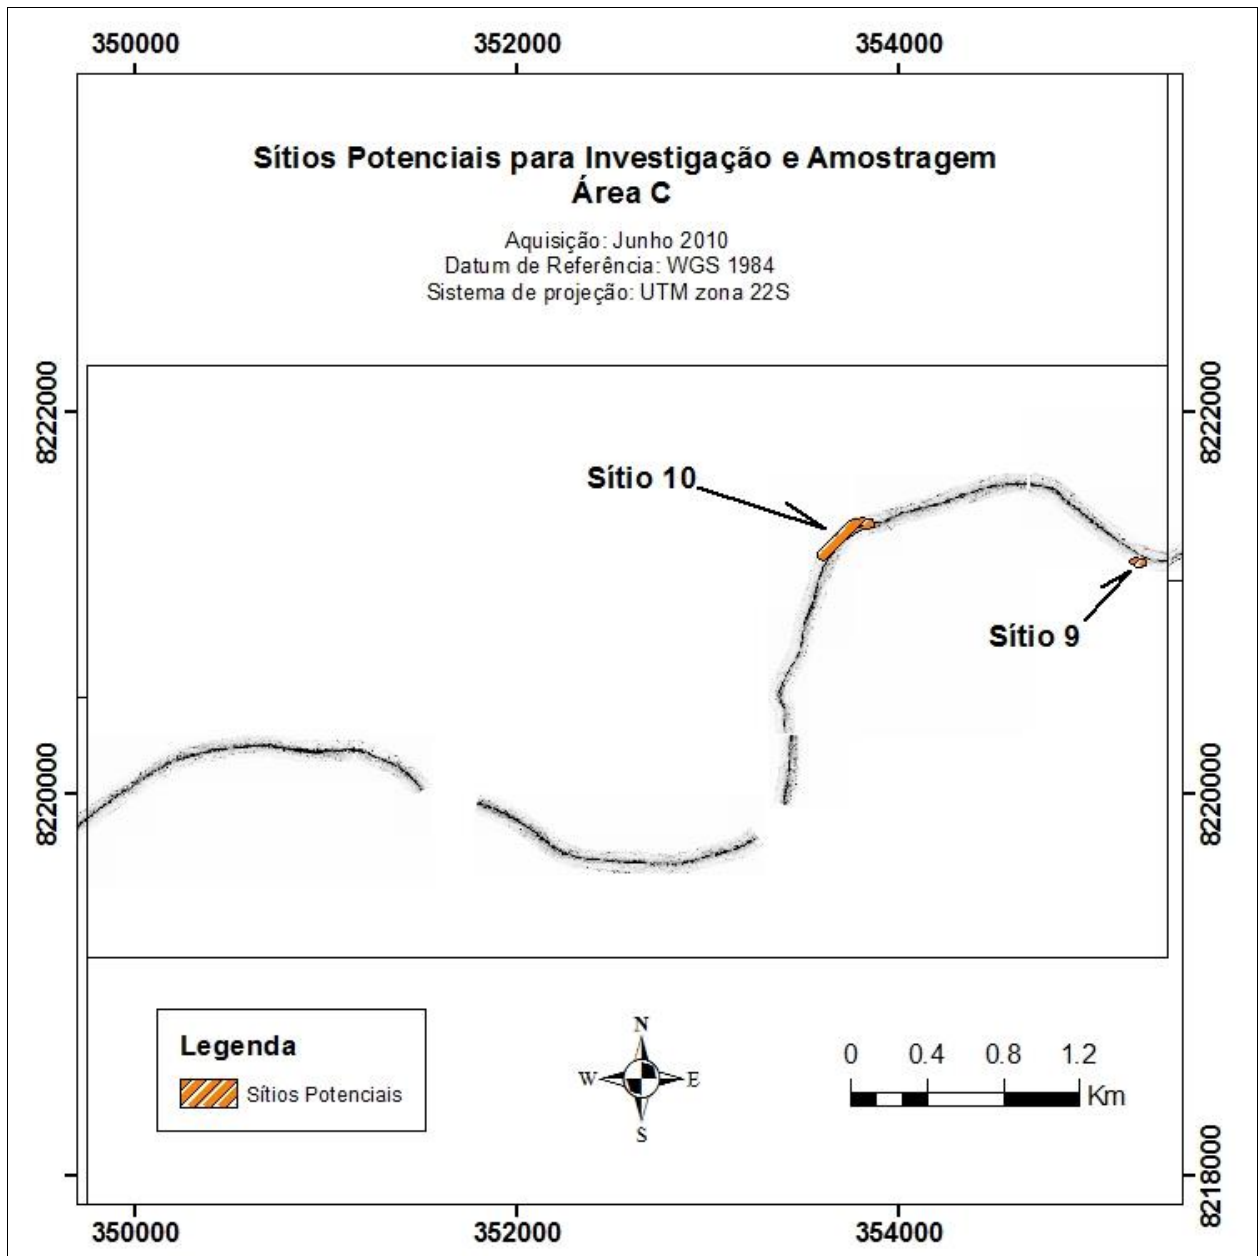 350000 352000 354000
Sítios Potenciais para Investigação e Amostragem
Área C
Aquisição: Junho 2010
Datum de Referência: WGS 1984
Sistema de projeção: UTM zona 22S
8222000
8222000
Sítio 10
Sítio 9
8220000
8220000
Legenda
Sítios Potenciais
N
W
E
S
0 0.4 0.8 1.2
Km
8218000
350000 352000 354000